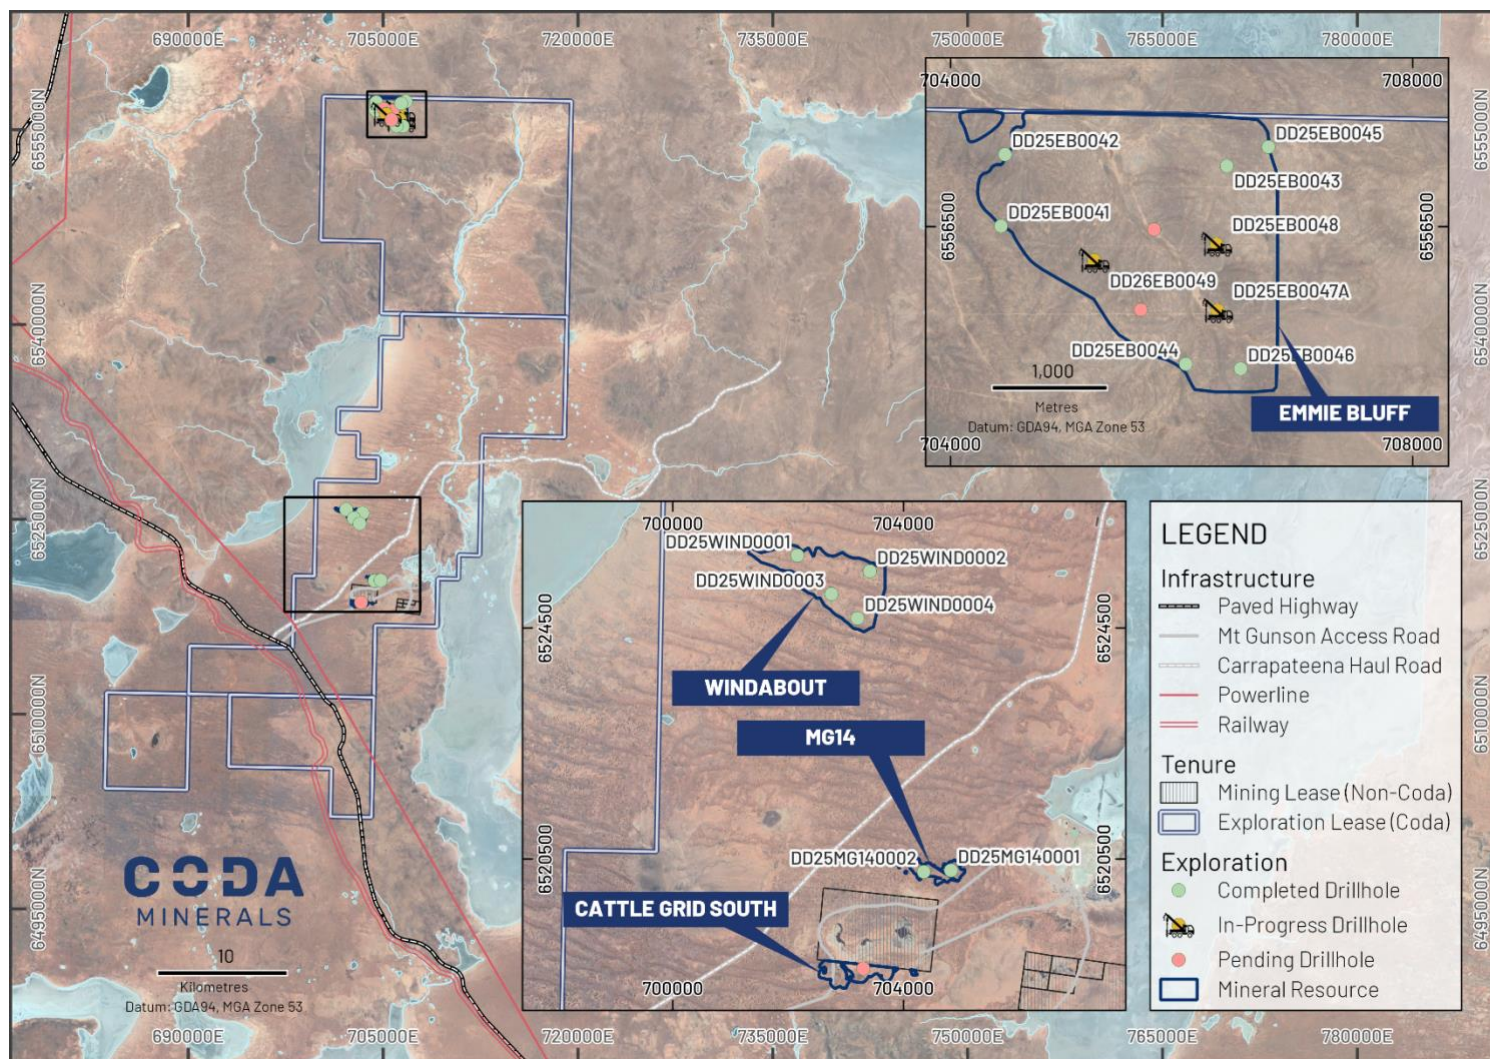 690000E
705000E
720000E
735000E
750000E
765000E
780000E
6555000N
6540000N
6525000N
6510000N
6495000N
6555000N
6540000N
6525000N
6510000N
6495000N
704000
708000
DD25EB0042
DD25EB0045
DD25EB0043
DD25EB0041
DD25EB0048
6556500
6556500
DD26EB0049
DD25EB0047A
DD25EB0044
DD25EB0046
1,000
Metres
Datum: GDA94, MGA Zone 53
EMMIE BLUFF
704000
708000
700000
704000
DD25WIND0001
DD25WIND0002
DD25WIND0003
DD25WIND0004
6524500
6524500
WINDABOUT
MG14
DD25MG140002
DD25MG140001
6520500
6520500
CATTLE GRID SOUTH
700000
704000
LEGEND
Infrastructure
Paved Highway
Mt Gunson Access Road
Carrapateena Haul Road
Powerline
Railway
Tenure
Mining Lease (Non-Coda)
Exploration Lease (Coda)
Exploration
Completed Drillhole
In-Progress Drillhole
Pending Drillhole
Mineral Resource
CODA
MINERALS
10
Kilometres
Datum: GDA94, MGA Zone 53
690000E
705000E
720000E
735000E
750000E
765000E
780000E